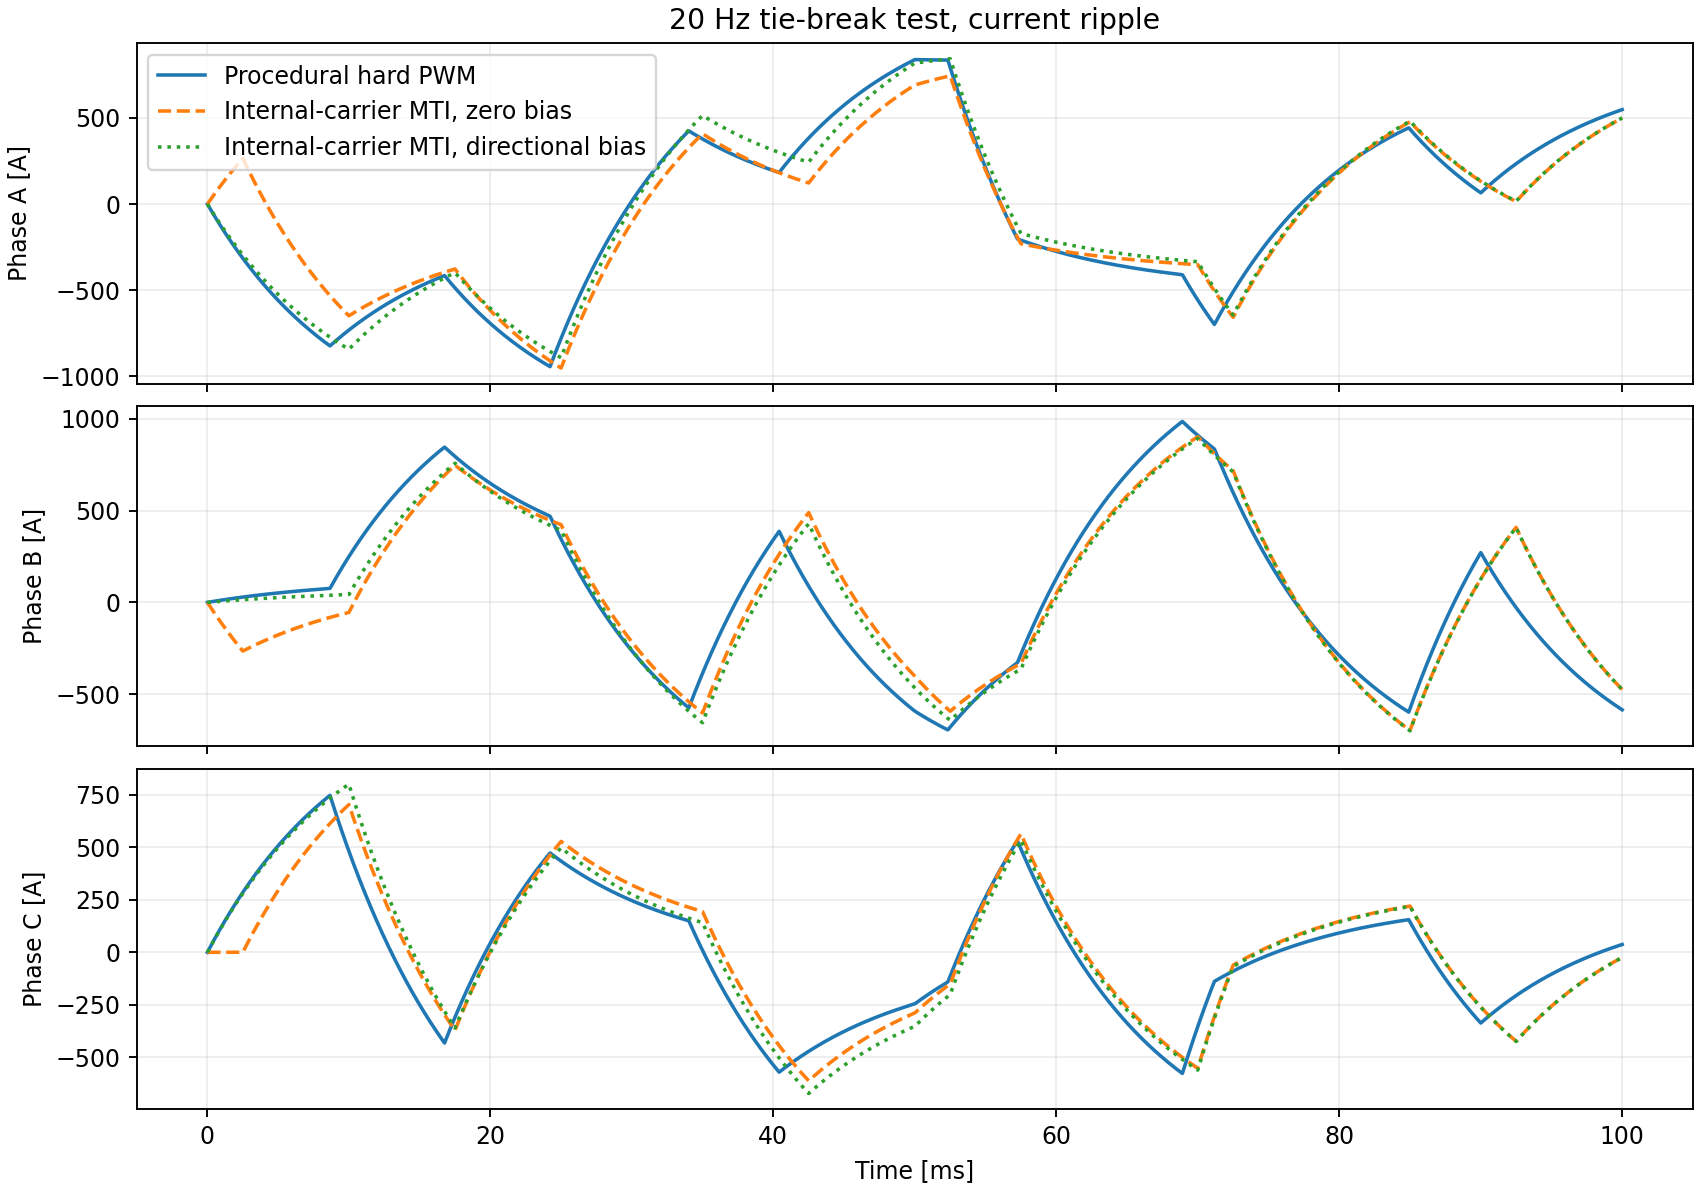 20 Hz tie-break test, current ripple
Procedural hard PWM
Internal-carrier MTI, zero bias
Internal-carrier MTI, directional bias
Phase A [A]
500
0
−500
−1000
Phase B [A]
1000
500
0
−500
Phase C [A]
750
500
250
0
−250
−500
0 20 40 60 80 100
Time [ms]